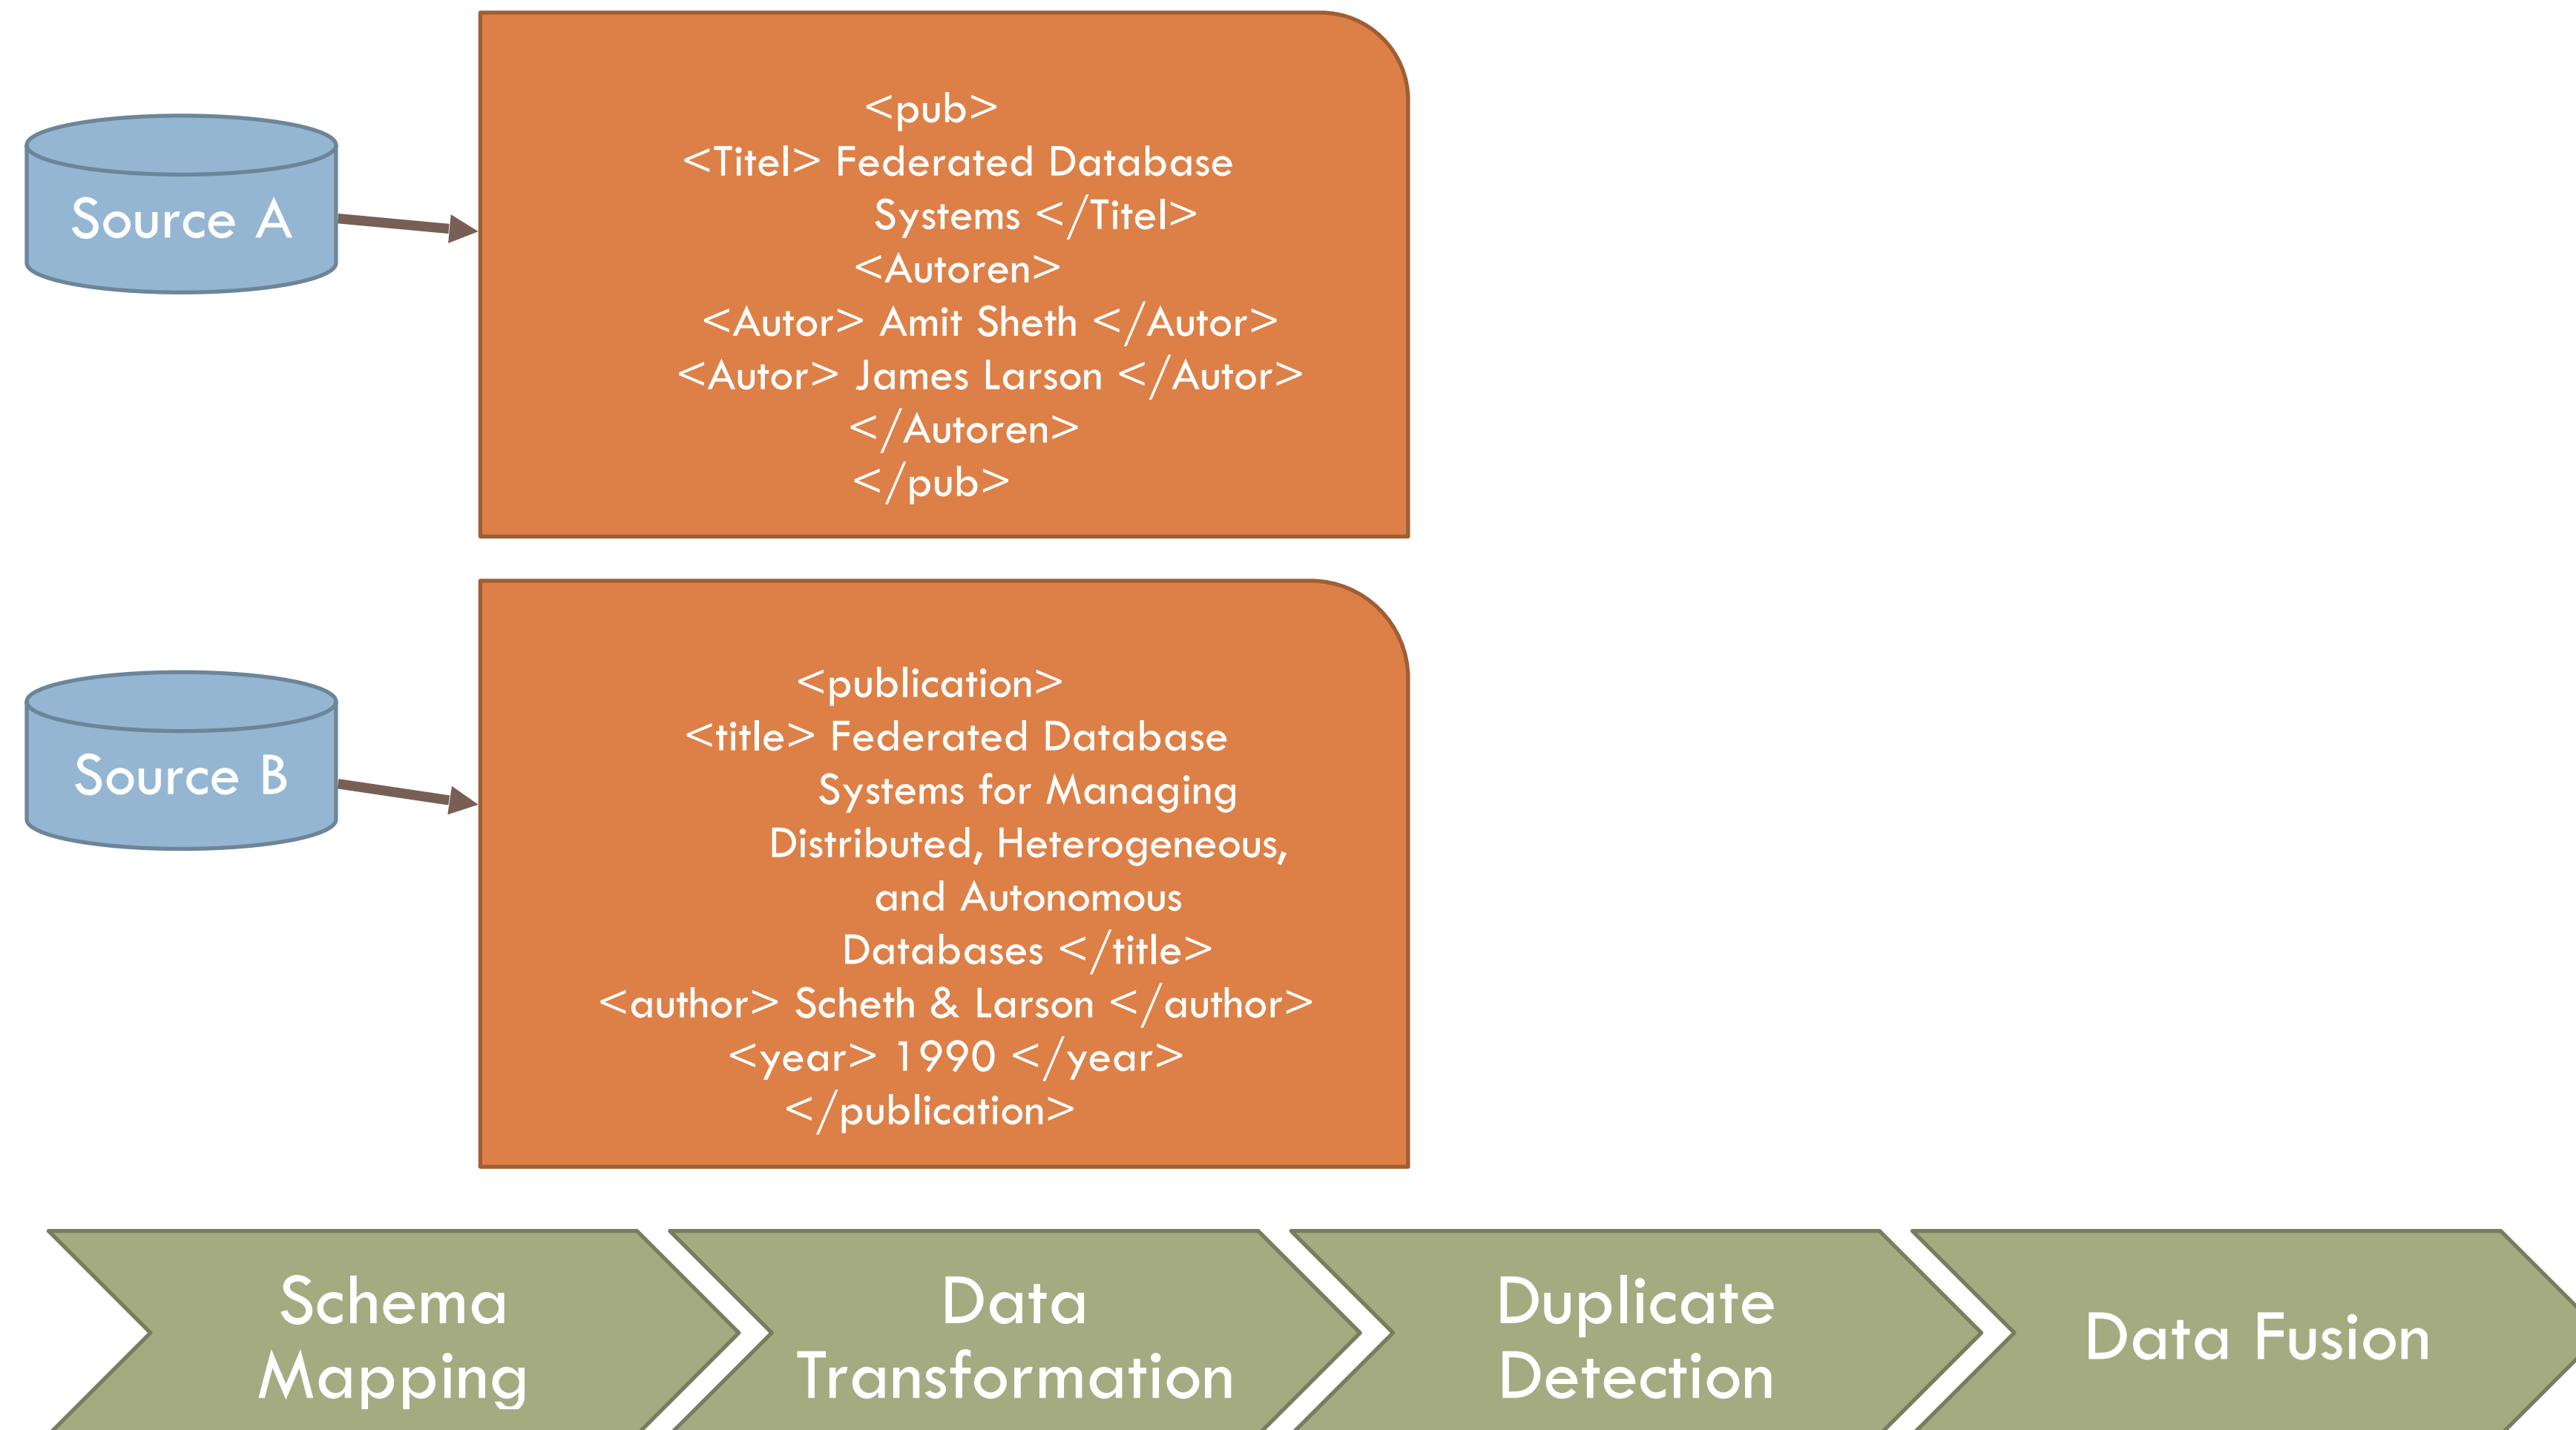 Source A
<pub>
<Titel> Federated Database
Systems </Titel>
<Autoren>
<Autor> Amit Sheth </Autor>
<Autor> James Larson </Autor>
</Autoren>
</pub>
Source B
<publication>
<title> Federated Database
Systems for Managing
Distributed, Heterogeneous,
and Autonomous
Databases </title>
<author> Scheth & Larson </author>
<year> 1990 </year>
</publication>
Schema
Mapping
Data
Transformation
Duplicate
Detection
Data Fusion